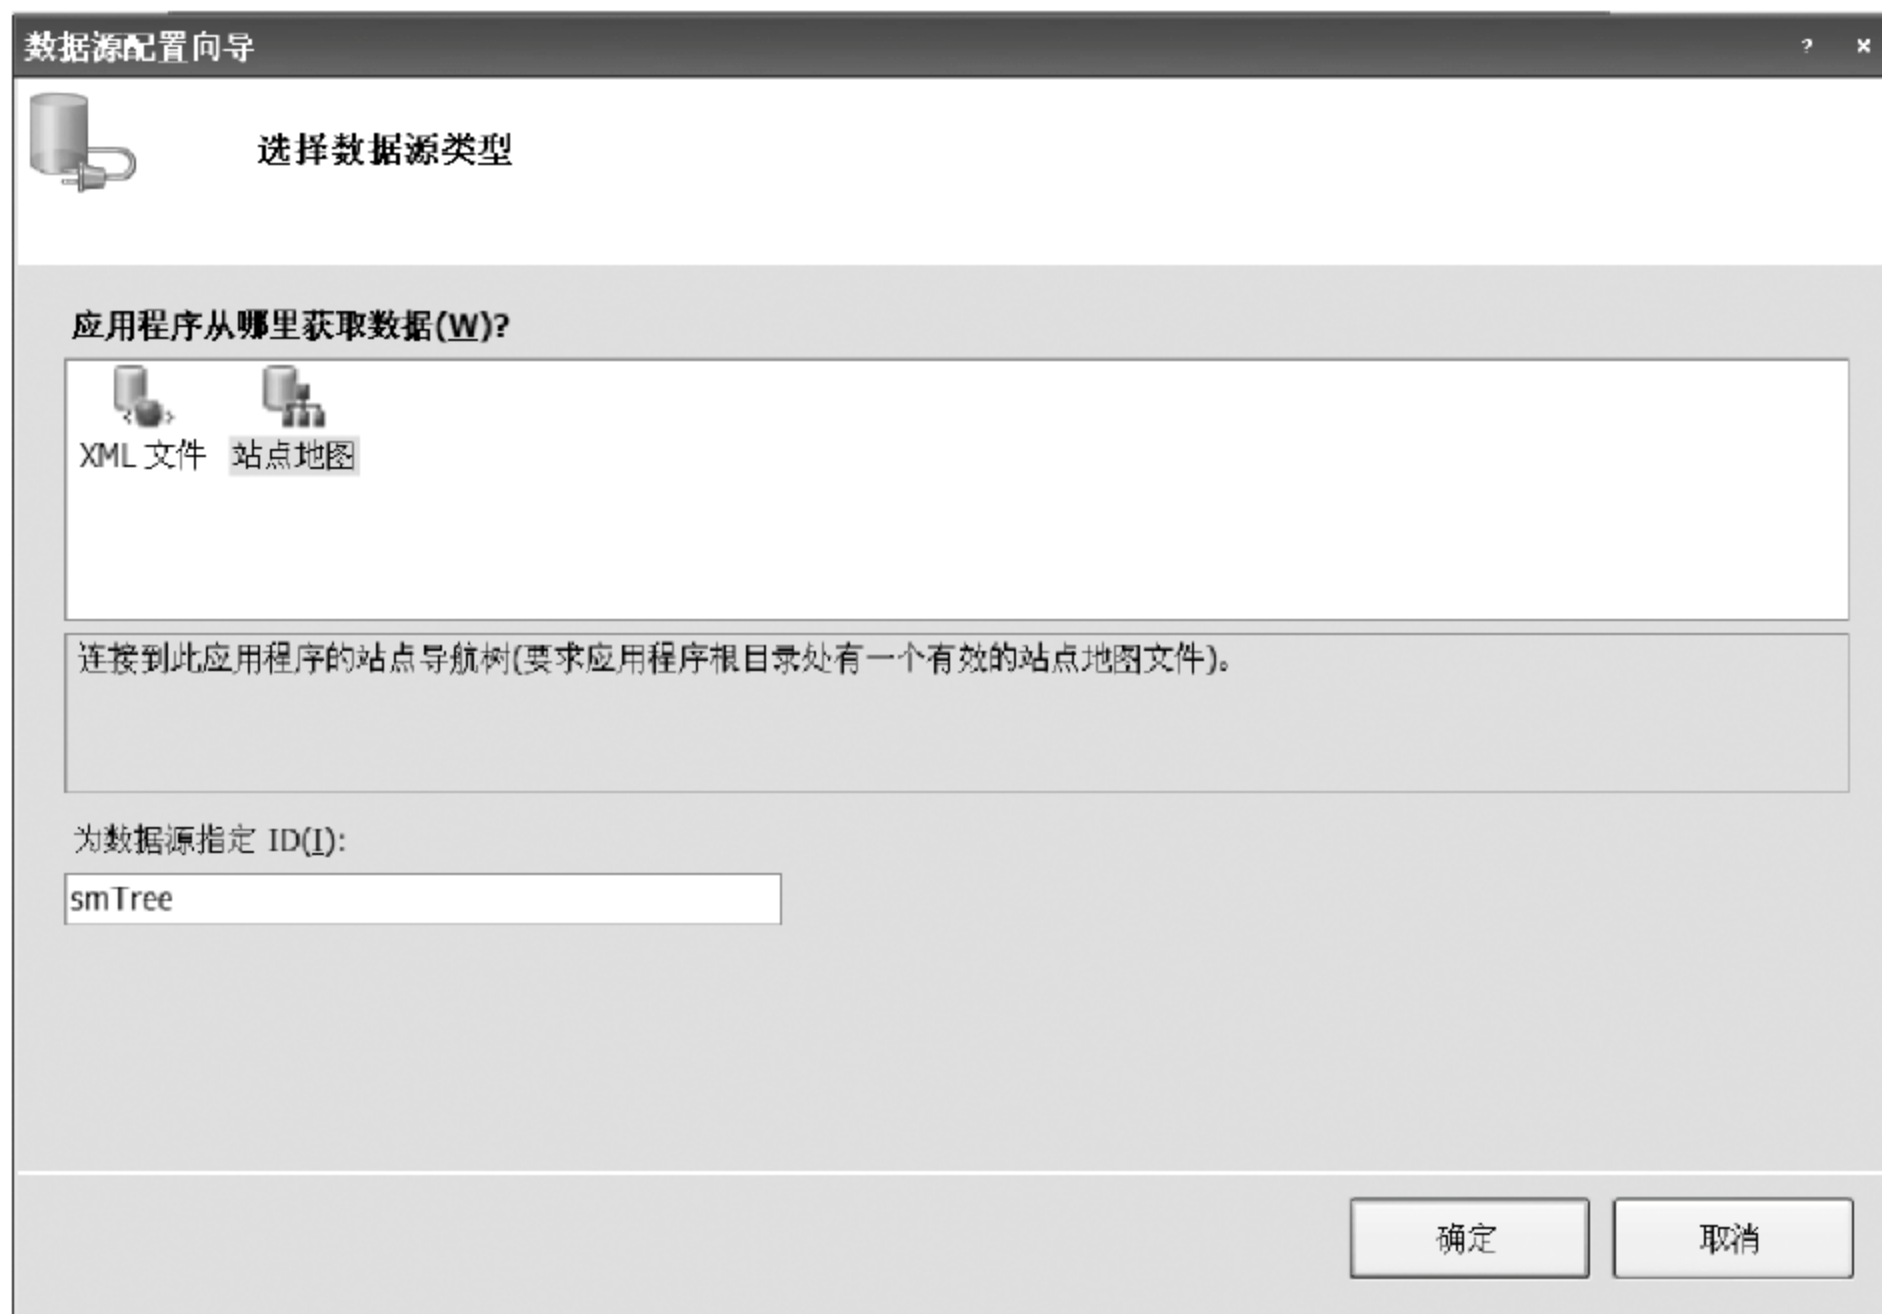 数据源配置向导
选择数据源类型
应用程序从哪里获取数据(W)?
XML 文件 站点地图
连接到此应用程序的站点导航树(要求应用程序根目录处有一个有效的站点地图文件)。
为数据源指定 ID(I):
smTree
确定 取消